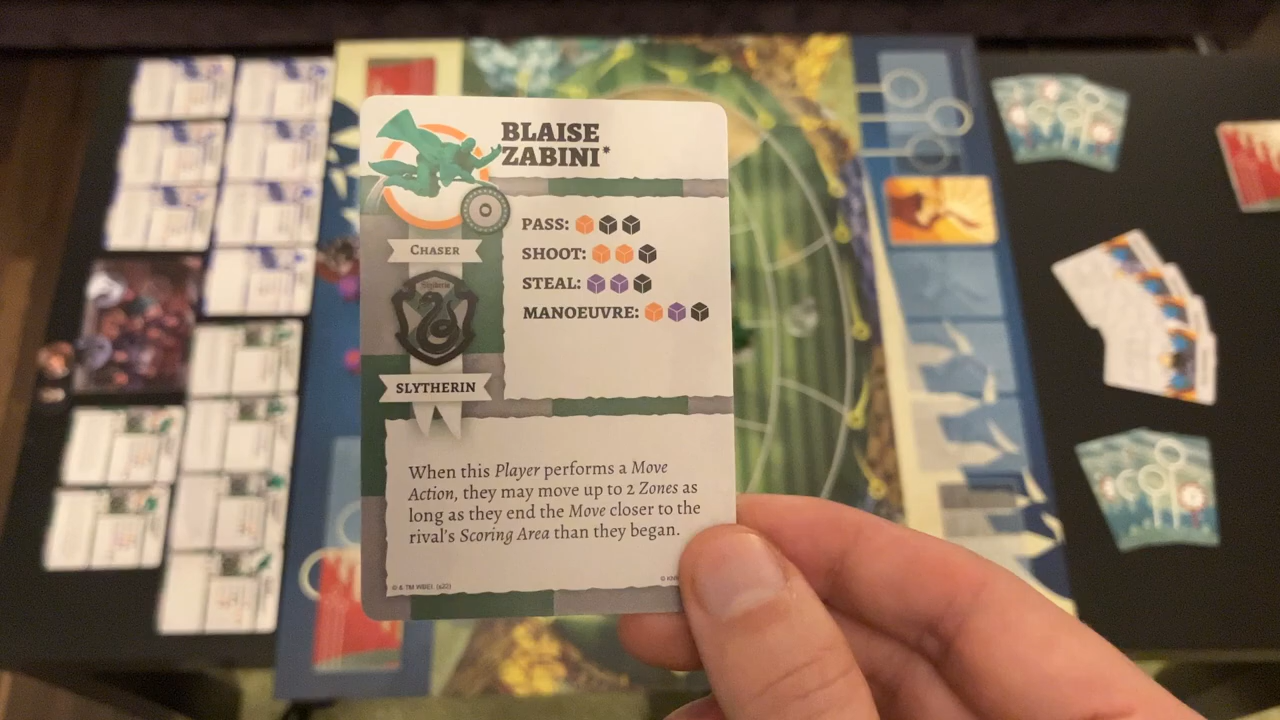 BLAISE
ZABINI*
CHASER
Slytherin
SLYTHERIN
PASS:
SHOOT:
STEAL:
MANOEUVRE:
When this Player performs a Move
Action, they may move up to 2 Zones as
long as they end the Move closer to the
rival's Scoring Area than they began.